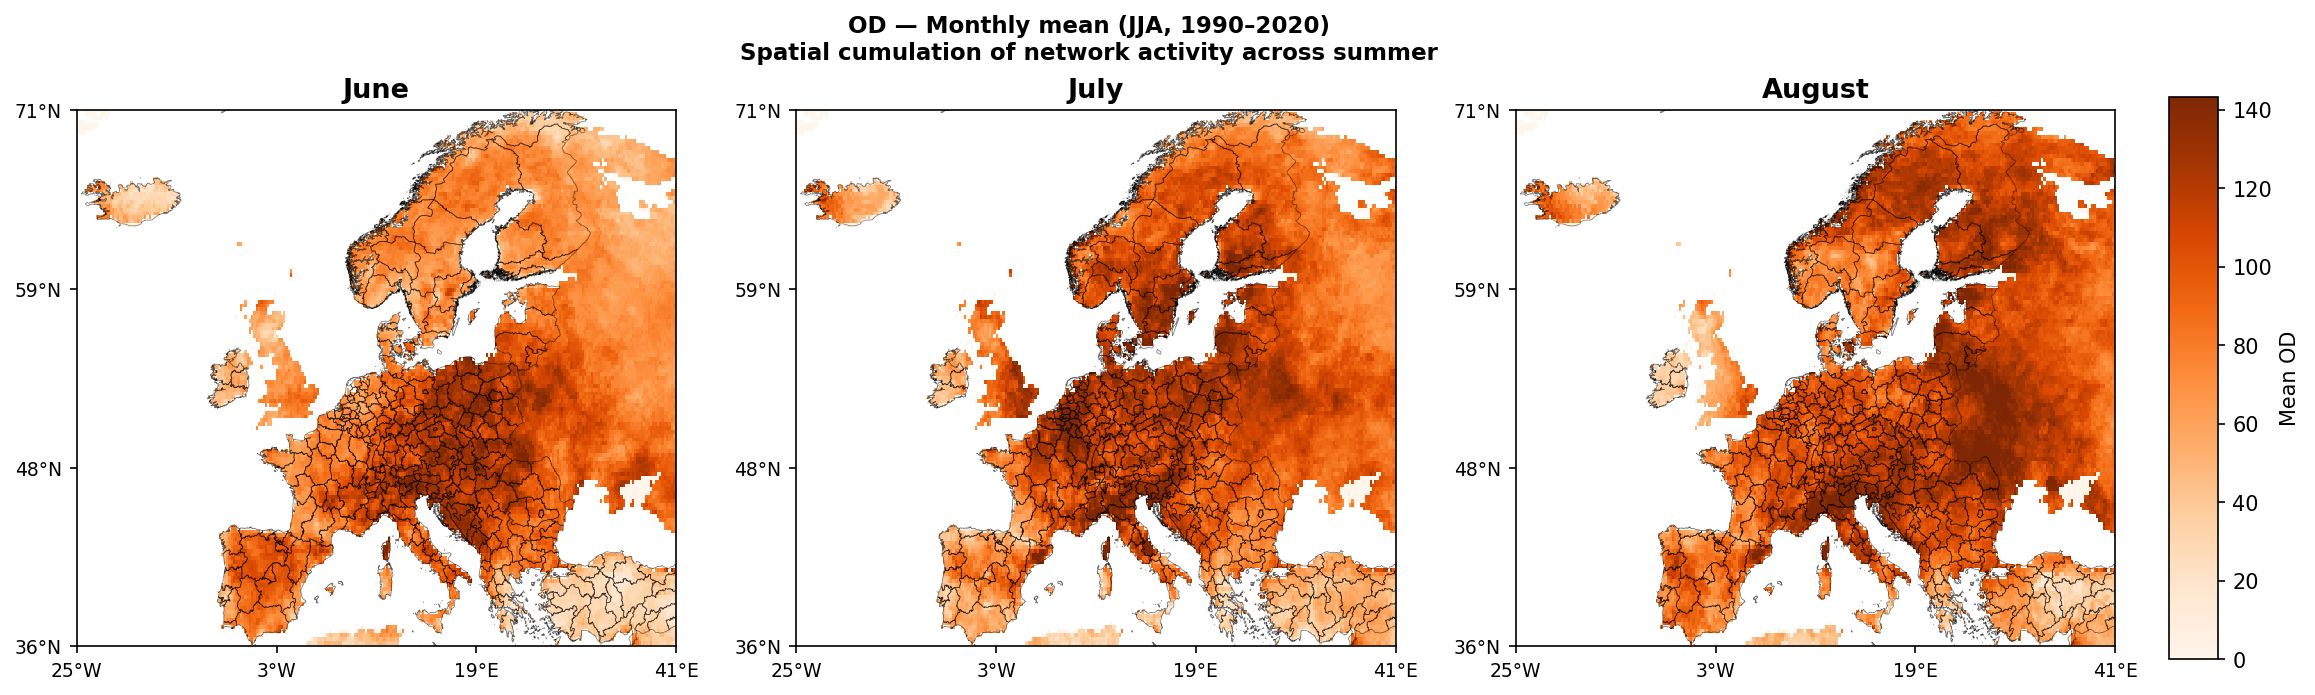 OD — Monthly mean (JJA, 1990–2020)
Spatial cumulation of network activity across summer
June
July
August
71°N
59°N
48°N
36°N
25°W
3°W
19°E
41°E
71°N
59°N
48°N
36°N
25°W
3°W
19°E
41°E
71°N
59°N
48°N
36°N
25°W
3°W
19°E
41°E
140
120
100
80
60
40
20
0
Mean OD